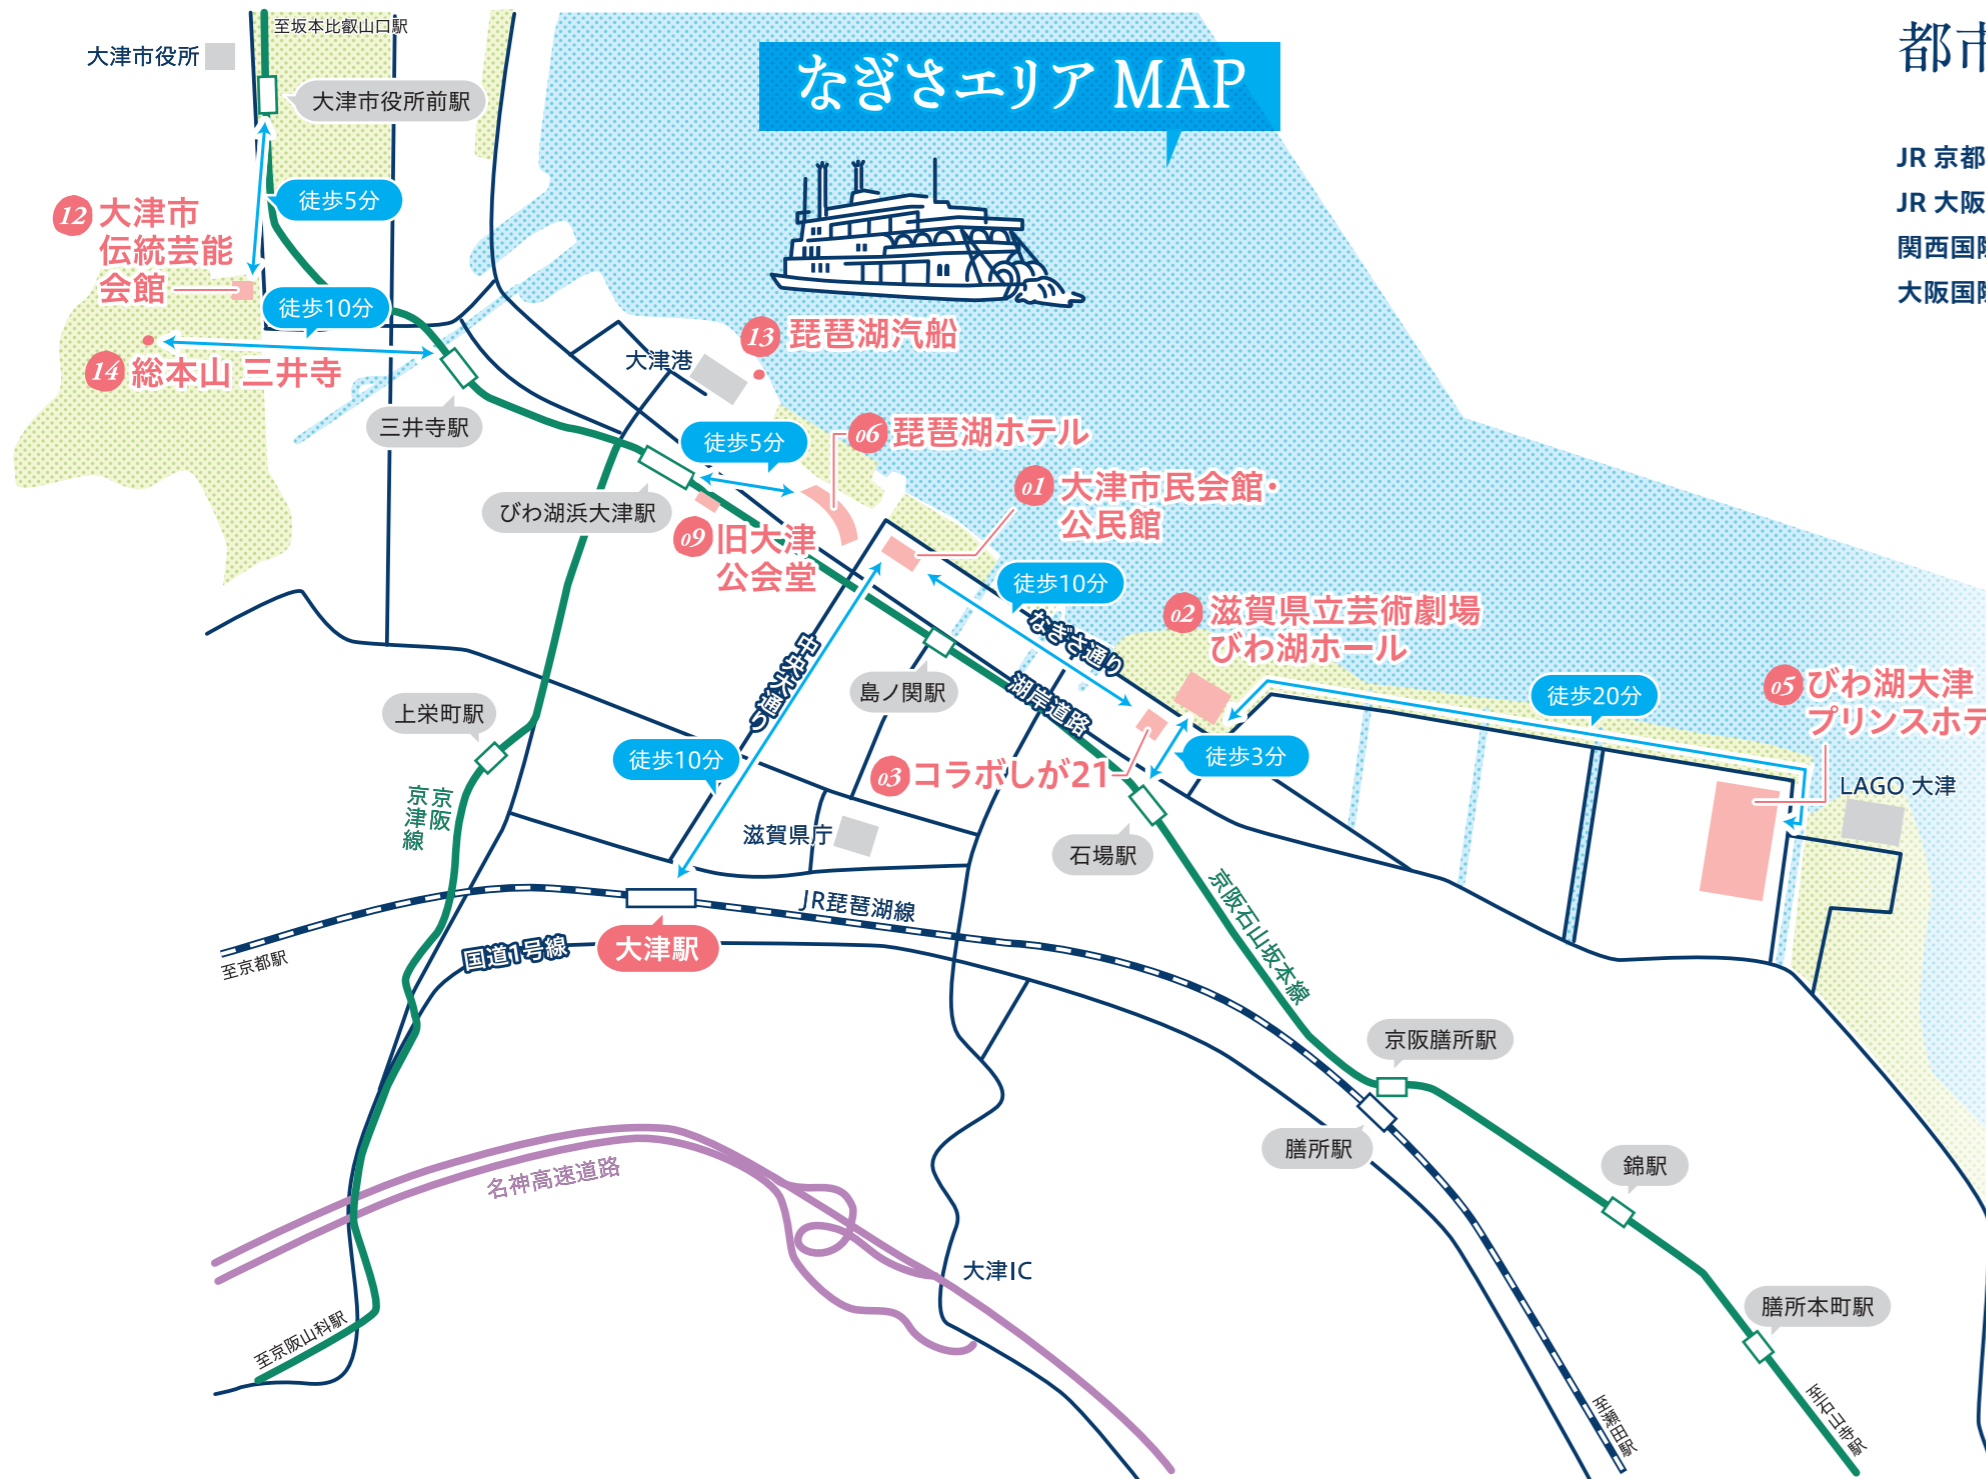 至坂本比叡山口駅
大津市役所
大津市役所前駅
なぎさエリア MAP
都市
JR 京都
JR 大阪
関西国際
大阪国際
徒歩5分
12 大津市
伝統芸能
会館
徒歩10分
14 総本山 三井寺
三井寺駅
大津港
13 琵琶湖汽船
徒歩5分
06 琵琶湖ホテル
びわ湖浜大津駅
09 旧大津
公会堂
01 大津市民会館・
公民館
徒歩10分
なぎさ通り
02 滋賀県立芸術劇場
びわ湖ホール
中央大通り
島ノ関駅
湖岸道路
上栄町駅
徒歩10分
03 コラボしが21
徒歩3分
徒歩20分
05 びわ湖大津
プリンスホテ
LAGO 大津
京阪
京津線
滋賀県庁
石場駅
JR琵琶湖線
京阪石山坂本線
至京都駅
国道1号線
大津駅
京阪膳所駅
膳所駅
錦駅
名神高速道路
大津IC
膳所本町駅
至京阪山科駅
至瀬田駅
至石山寺駅